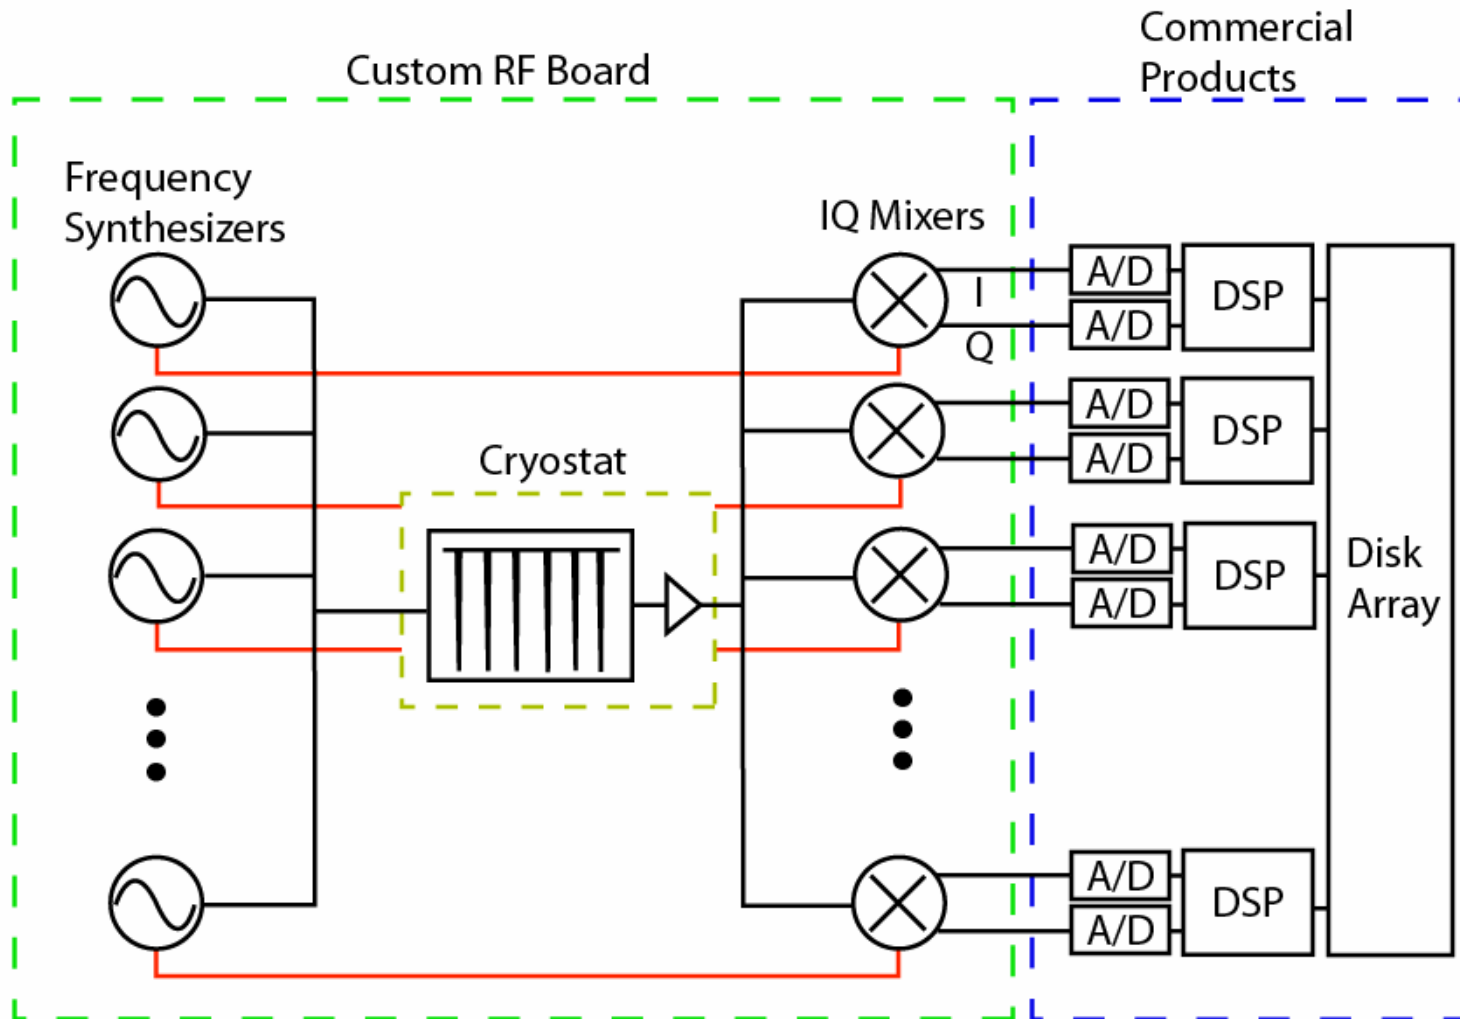 Commercial
Products
Custom RF Board
Frequency
Synthesizers
IQ Mixers
I
Q
A/D
A/D
DSP
A/D
A/D
DSP
Cryostat
A/D
A/D
DSP
Disk
Array
A/D
A/D
DSP